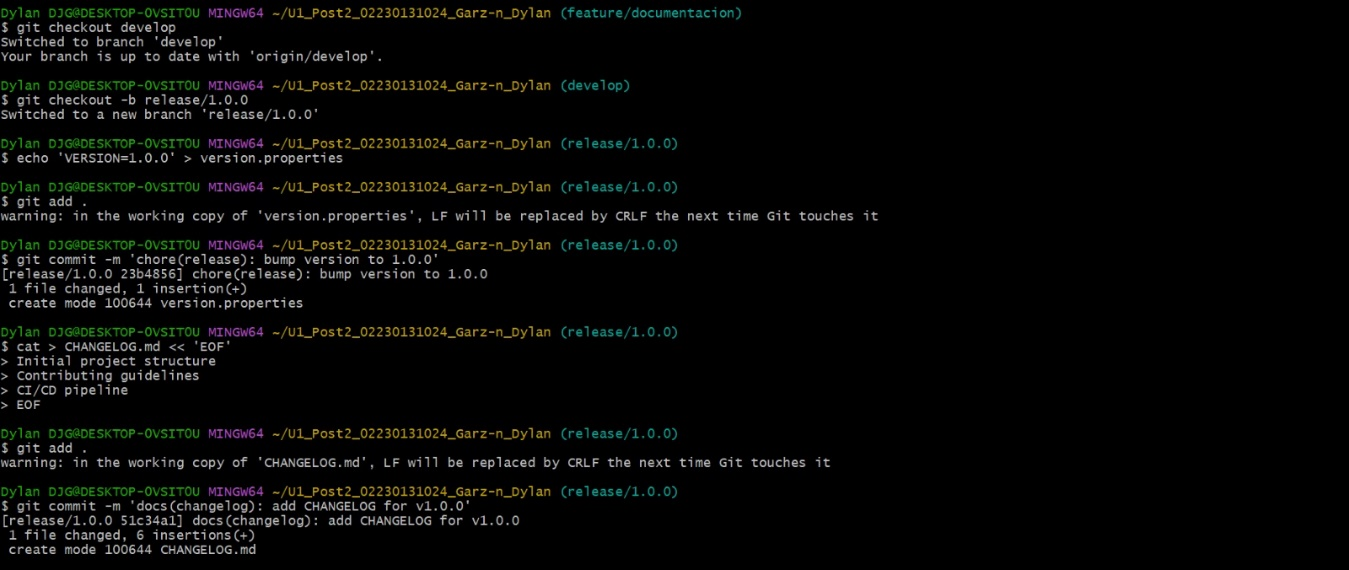 Dylan DJG@DESKTOP-OVSITOU MINGW64 ~/U1_Post2_02230131024_Garz-n_Dylan (feature/documentacion)
$ git checkout develop
Switched to branch 'develop'
Your branch is up to date with 'origin/develop'.
Dylan DJG@DESKTOP-OVSITOU MINGW64 ~/U1_Post2_02230131024_Garz-n_Dylan (develop)
$ git checkout -b release/1.0.0
Switched to a new branch 'release/1.0.0'
Dylan DJG@DESKTOP-OVSITOU MINGW64 ~/U1_Post2_02230131024_Garz-n_Dylan (release/1.0.0)
$ echo 'VERSION=1.0.0' > version.properties
Dylan DJG@DESKTOP-OVSITOU MINGW64 ~/U1_Post2_02230131024_Garz-n_Dylan (release/1.0.0)
$ git add .
warning: in the working copy of 'version.properties', LF will be replaced by CRLF the next time Git touches it
Dylan DJG@DESKTOP-OVSITOU MINGW64 ~/U1_Post2_02230131024_Garz-n_Dylan (release/1.0.0)
$ git commit -m 'chore(release): bump version to 1.0.0'
[release/1.0.0 23b4856] chore(release): bump version to 1.0.0
1 file changed, 1 insertion(+)
create mode 100644 version.properties
Dylan DJG@DESKTOP-OVSITOU MINGW64 ~/U1_Post2_02230131024_Garz-n_Dylan (release/1.0.0)
$ cat > CHANGELOG.md << 'EOF'
> Initial project structure
> Contributing guidelines
> CI/CD pipeline
> EOF
Dylan DJG@DESKTOP-OVSITOU MINGW64 ~/U1_Post2_02230131024_Garz-n_Dylan (release/1.0.0)
$ git add .
warning: in the working copy of 'CHANGELOG.md', LF will be replaced by CRLF the next time Git touches it
Dylan DJG@DESKTOP-OVSITOU MINGW64 ~/U1_Post2_02230131024_Garz-n_Dylan (release/1.0.0)
$ git commit -m 'docs(changelog): add CHANGELOG for v1.0.0'
[release/1.0.0 51c34a1] docs(changelog): add CHANGELOG for v1.0.0
1 file changed, 6 insertions(+)
create mode 100644 CHANGELOG.md